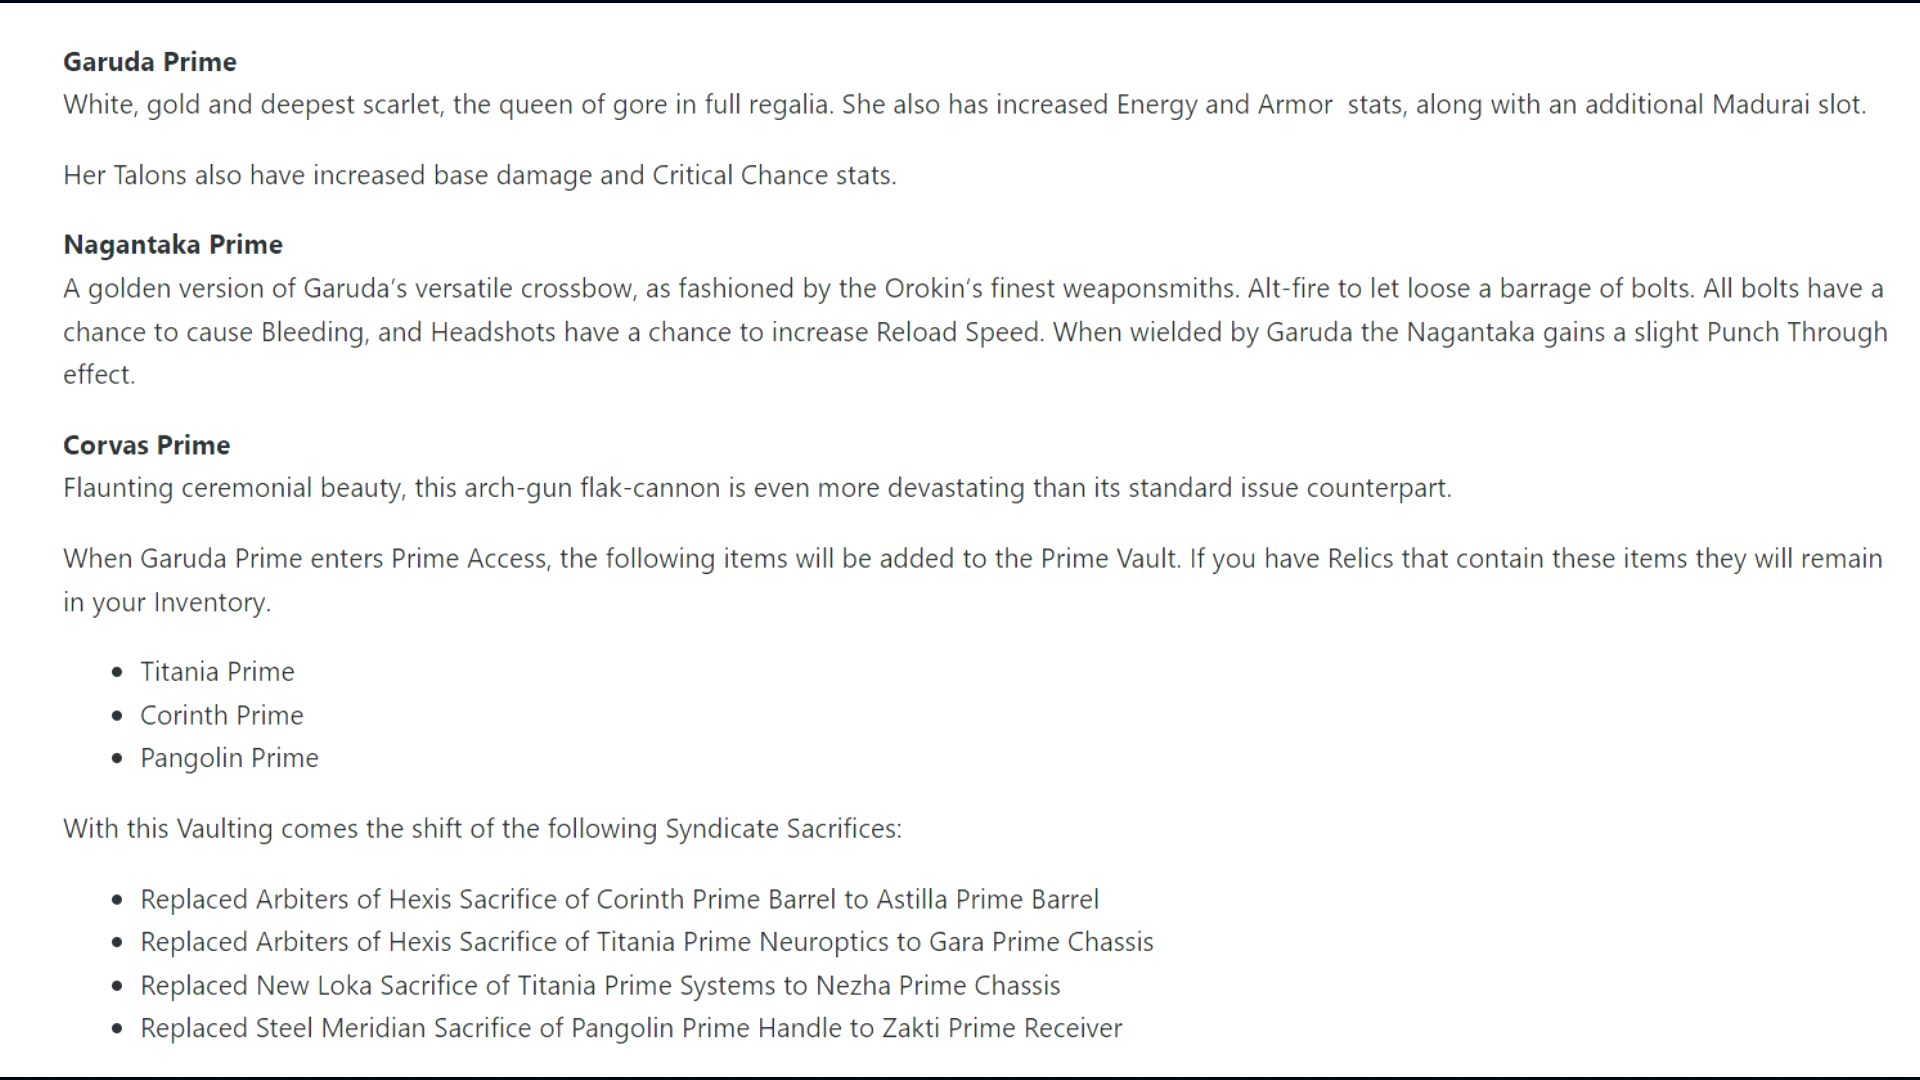 Garuda Prime
White, gold and deepest scarlet, the queen of gore in full regalia. She also has increased Energy and Armor  stats, along with an additional Madurai slot.
Her Talons also have increased base damage and Critical Chance stats.
Nagantaka Prime
A golden version of Garuda’s versatile crossbow, as fashioned by the Orokin’s finest weaponsmiths. Alt-fire to let loose a barrage of bolts. All bolts have a
chance to cause Bleeding, and Headshots have a chance to increase Reload Speed. When wielded by Garuda the Nagantaka gains a slight Punch Through
effect.
Corvas Prime
Flaunting ceremonial beauty, this arch-gun flak-cannon is even more devastating than its standard issue counterpart.
When Garuda Prime enters Prime Access, the following items will be added to the Prime Vault. If you have Relics that contain these items they will remain
in your Inventory.
• Titania Prime
• Corinth Prime
• Pangolin Prime
With this Vaulting comes the shift of the following Syndicate Sacrifices:
• Replaced Arbiters of Hexis Sacrifice of Corinth Prime Barrel to Astilla Prime Barrel
• Replaced Arbiters of Hexis Sacrifice of Titania Prime Neuroptics to Gara Prime Chassis
• Replaced New Loka Sacrifice of Titania Prime Systems to Nezha Prime Chassis
• Replaced Steel Meridian Sacrifice of Pangolin Prime Handle to Zakti Prime Receiver